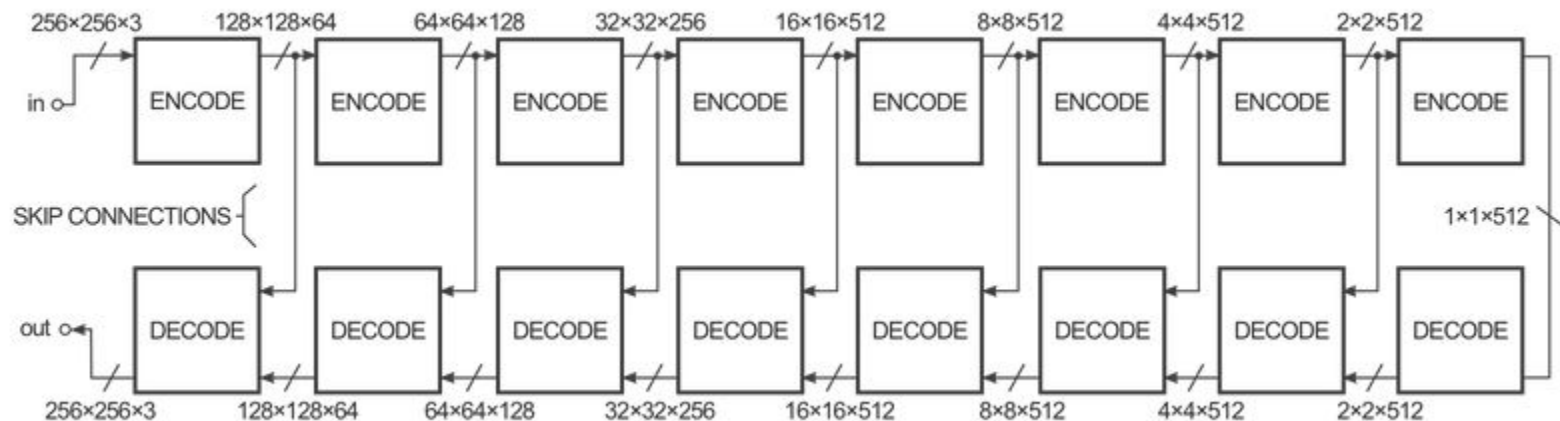 256×256×3 128×128×64 64×64×128 32×32×256 16×16×512 8×8×512 4×4×512 2×2×512
in ENCODE ENCODE ENCODE ENCODE ENCODE ENCODE ENCODE ENCODE
SKIP CONNECTIONS 1×1×512
out DECODE DECODE DECODE DECODE DECODE DECODE DECODE DECODE
256×256×3 128×128×64 64×64×128 32×32×256 16×16×512 8×8×512 4×4×512 2×2×512